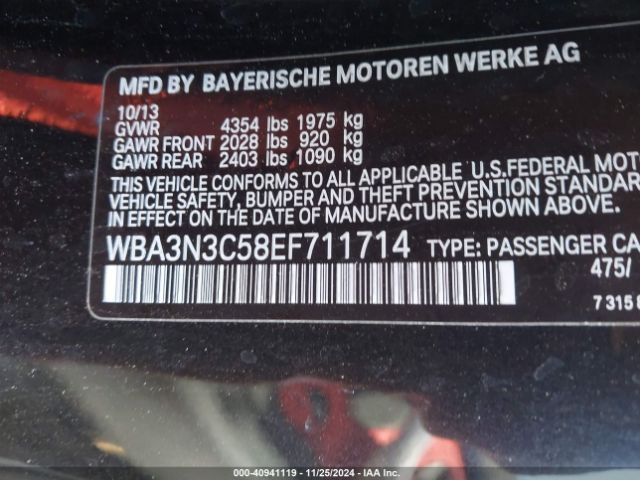 MFD BY BAYERISCHE MOTOREN WERKE AG
10/13
GVWR 4354 lbs 1975 kg
GAWR FRONT 2028 lbs 920 kg
GAWR REAR 2403 lbs 1090 kg
THIS VEHICLE CONFORMS TO ALL APPLICABLE U.S.FEDERAL MOT
VEHICLE SAFETY, BUMPER AND THEFT PREVENTION STANDAR
IN EFFECT ON THE DATE OF MANUFACTURE SHOWN ABOVE.
WBA3N3C58EF711714 TYPE: PASSENGER CA
475/
7 315
000-40941119 - 11/25/2024 - IAA Inc.